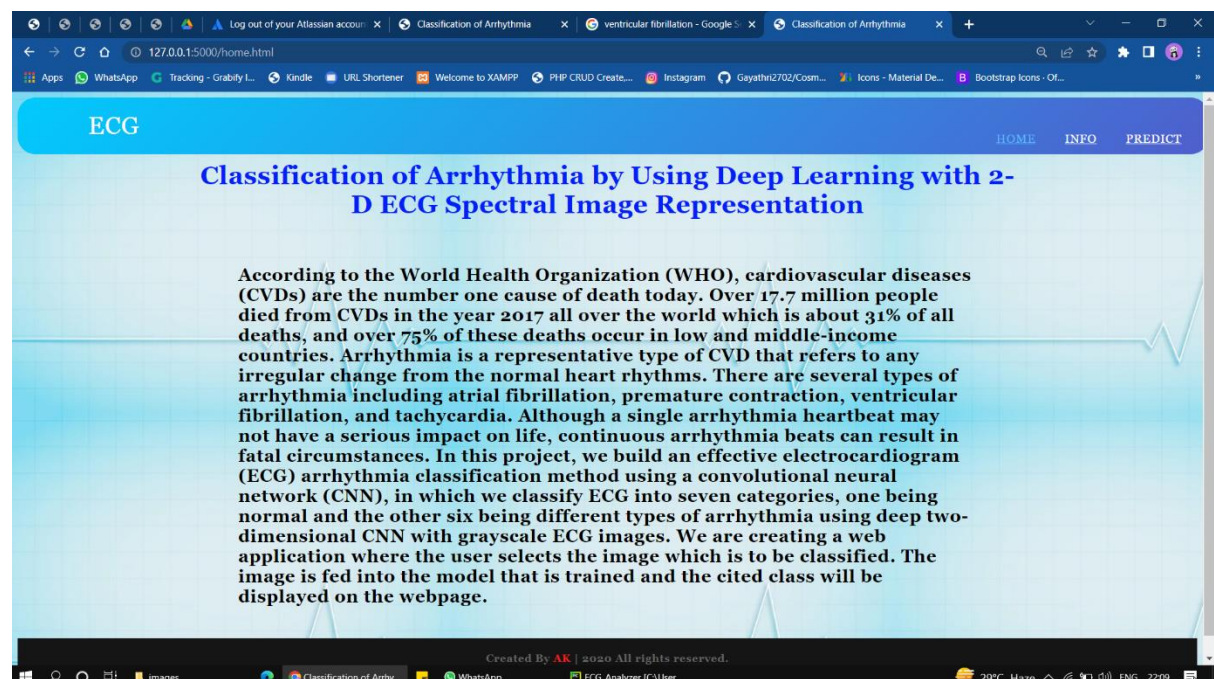 Log out of your Atlassian accoun
Classification of Arrhythmia
ventricular fibrillation - Google S
Classification of Arrhythmia
127.0.0.1:5000/home.html
Apps WhatsApp Tracking - Grabify l... Kindle URL Shortener Welcome to XAMPP PHP CRUD Create,... Instagram Gayathri2702/Cosm... Icons - Material De... Bootstrap Icons · Of... »
ECG
HOME INFO PREDICT
Classification of Arrhythmia by Using Deep Learning with 2-
D ECG Spectral Image Representation
According to the World Health Organization (WHO), cardiovascular diseases
(CVDs) are the number one cause of death today. Over 17.7 million people
died from CVDs in the year 2017 all over the world which is about 31% of all
deaths, and over 75% of these deaths occur in low and middle-income
countries. Arrhythmia is a representative type of CVD that refers to any
irregular change from the normal heart rhythms. There are several types of
arrhythmia including atrial fibrillation, premature contraction, ventricular
fibrillation, and tachycardia. Although a single arrhythmia heartbeat may
not have a serious impact on life, continuous arrhythmia beats can result in
fatal circumstances. In this project, we build an effective electrocardiogram
(ECG) arrhythmia classification method using a convolutional neural
network (CNN), in which we classify ECG into seven categories, one being
normal and the other six being different types of arrhythmia using deep two-
dimensional CNN with grayscale ECG images. We are creating a web
application where the user selects the image which is to be classified. The
image is fed into the model that is trained and the cited class will be
displayed on the webpage.
Created By AK | 2020 All rights reserved.
images Classification of Arrhy WhatsApp ECG Analyzer [C:\User 29°C Haze ENG 22:09